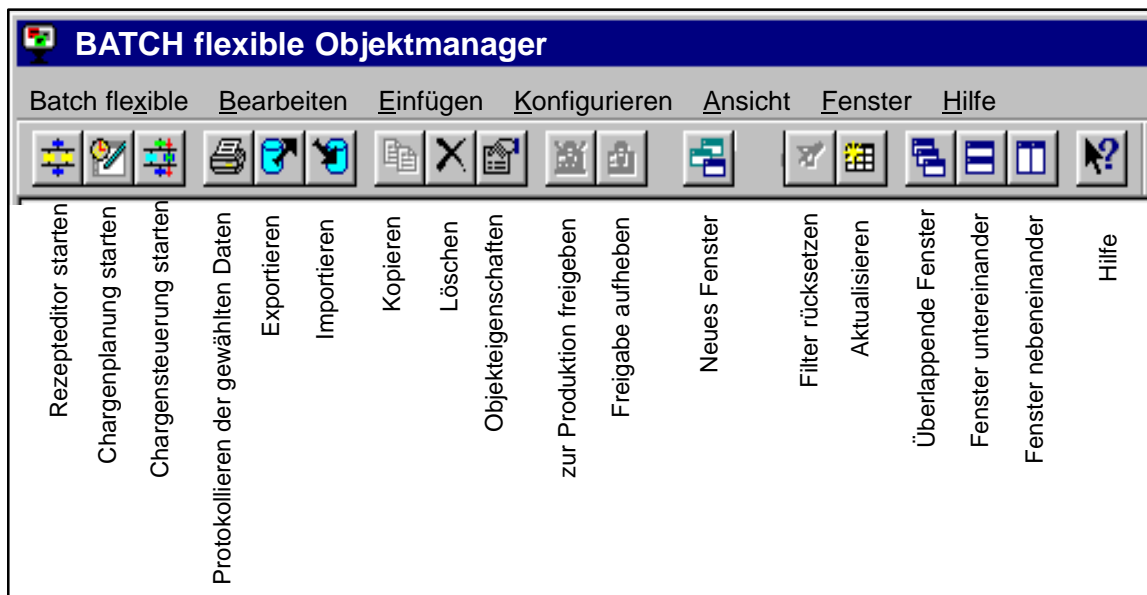 BATCH flexible Objektmanager
Batch flexible Bearbeiten Einfügen Konfigurieren Ansicht Fenster Hilfe
Rezepteditor starten
Chargenplanung starten
Chargensteuerung starten
Protokollieren der gewählten Daten
Exportieren
Importieren
Kopieren
Löschen
Objekteigenschaften
zur Produktion freigeben
Freigabe aufheben
Neues Fenster
Filter rücksetzen
Aktualisieren
Überlappende Fenster
Fenster untereinander
Fenster nebeneinander
Hilfe